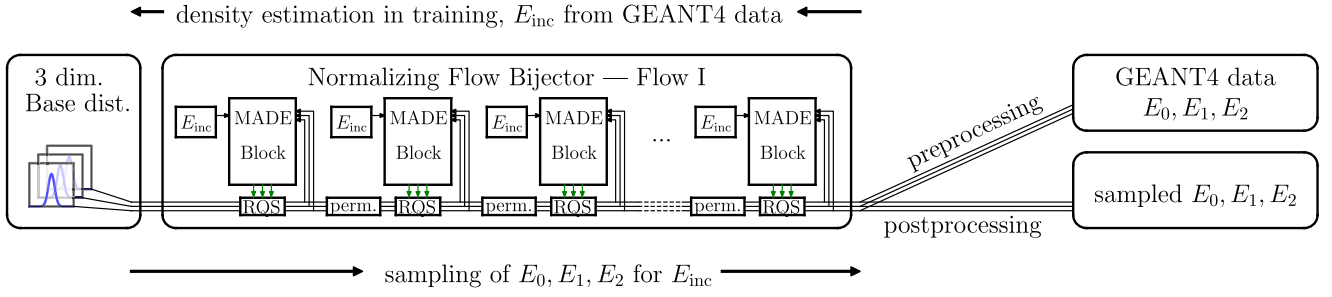 density estimation in training, E_inc from GEANT4 data
3 dim.
Base dist.
Normalizing Flow Bijector — Flow I
E_inc
MADE
Block
RQS
perm.
E_inc
MADE
Block
RQS
perm.
E_inc
MADE
Block
RQS
...
perm.
E_inc
MADE
Block
RQS
preprocessing
postprocessing
GEANT4 data
E_0, E_1, E_2
sampled E_0, E_1, E_2
sampling of E_0, E_1, E_2 for E_inc